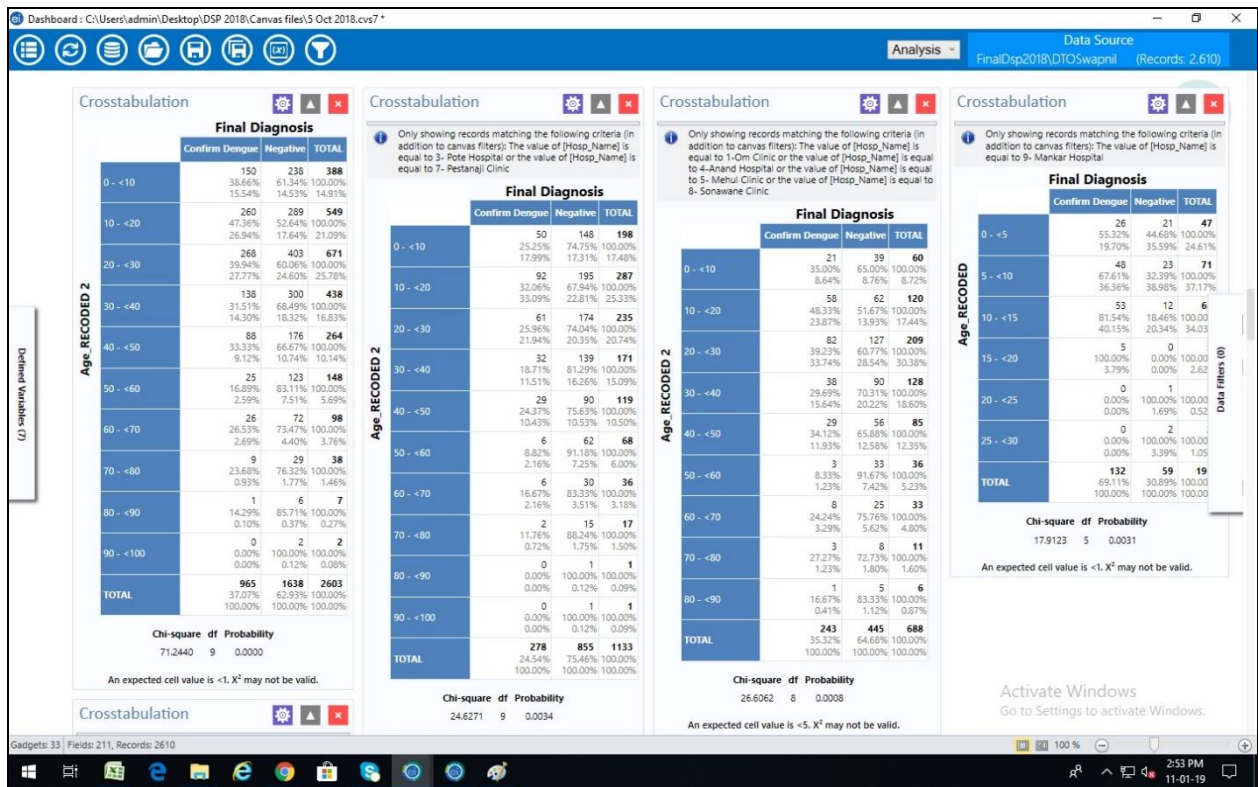 Dashboard : C:\Users\admin\Desktop\DSP 2018\Canvas files\5 Oct 2018.cvs7 *
Analysis
Data Source
FinalDsp2018\DTOSwapnil (Records: 2,610)
Defined Variables (7)
Crosstabulation
Final Diagnosis
Confirm Dengue Negative TOTAL
Age_RECODED 2
0 - <10
150 238 388
38.66% 61.34% 100.00%
15.54% 14.53% 14.91%
10 - <20
260 289 549
47.36% 52.64% 100.00%
26.94% 17.64% 21.09%
20 - <30
268 403 671
39.94% 60.06% 100.00%
27.77% 24.60% 25.78%
30 - <40
138 300 438
31.51% 68.49% 100.00%
14.30% 18.32% 16.83%
40 - <50
88 176 264
33.33% 66.67% 100.00%
9.12% 10.74% 10.14%
50 - <60
25 123 148
16.89% 83.11% 100.00%
2.59% 7.51% 5.69%
60 - <70
26 72 98
26.53% 73.47% 100.00%
2.69% 4.40% 3.76%
70 - <80
9 29 38
23.68% 76.32% 100.00%
0.93% 1.77% 1.46%
80 - <90
1 6 7
14.29% 85.71% 100.00%
0.10% 0.37% 0.27%
90 - <100
0 2 2
0.00% 100.00% 100.00%
0.00% 0.12% 0.08%
TOTAL
965 1638 2603
37.07% 62.93% 100.00%
100.00% 100.00% 100.00%
Chi-square df Probability
71.2440 9 0.0000
An expected cell value is <1. X² may not be valid.
Crosstabulation
Crosstabulation
Only showing records matching the following criteria (in
addition to canvas filters): The value of [Hosp_Name] is
equal to 3- Pote Hospital or the value of [Hosp_Name] is
equal to 7- Pestanaji Clinic
Final Diagnosis
Confirm Dengue Negative TOTAL
Age_RECODED 2
0 - <10
50 148 198
25.25% 74.75% 100.00%
17.99% 17.31% 17.48%
10 - <20
92 195 287
32.06% 67.94% 100.00%
33.09% 22.81% 25.33%
20 - <30
61 174 235
25.96% 74.04% 100.00%
21.94% 20.35% 20.74%
30 - <40
32 139 171
18.71% 81.29% 100.00%
11.51% 16.26% 15.09%
40 - <50
29 90 119
24.37% 75.63% 100.00%
10.43% 10.53% 10.50%
50 - <60
6 62 68
8.82% 91.18% 100.00%
2.16% 7.25% 6.00%
60 - <70
6 30 36
16.67% 83.33% 100.00%
2.16% 3.51% 3.18%
70 - <80
2 15 17
11.76% 88.24% 100.00%
0.72% 1.75% 1.50%
80 - <90
0 1 1
0.00% 100.00% 100.00%
0.00% 0.12% 0.09%
90 - <100
0 1 1
0.00% 100.00% 100.00%
0.00% 0.12% 0.09%
TOTAL
278 855 1133
24.54% 75.46% 100.00%
100.00% 100.00% 100.00%
Chi-square df Probability
24.6271 9 0.0034
Crosstabulation
Only showing records matching the following criteria (in
addition to canvas filters): The value of [Hosp_Name] is
equal to 1-Om Clinic or the value of [Hosp_Name] is equal
to 4-Anand Hospital or the value of [Hosp_Name] is equal
to 5- Mehul Clinic or the value of [Hosp_Name] is equal to
8- Sonawane Clinic
Final Diagnosis
Confirm Dengue Negative TOTAL
Age_RECODED 2
0 - <10
21 39 60
35.00% 65.00% 100.00%
8.64% 8.76% 8.72%
10 - <20
58 62 120
48.33% 51.67% 100.00%
23.87% 13.93% 17.44%
20 - <30
82 127 209
39.23% 60.77% 100.00%
33.74% 28.54% 30.38%
30 - <40
38 90 128
29.69% 70.31% 100.00%
15.64% 20.22% 18.60%
40 - <50
29 56 85
34.12% 65.88% 100.00%
11.93% 12.58% 12.35%
50 - <60
3 33 36
8.33% 91.67% 100.00%
1.23% 7.42% 5.23%
60 - <70
8 25 33
24.24% 75.76% 100.00%
3.29% 5.62% 4.80%
70 - <80
3 8 11
27.27% 72.73% 100.00%
1.23% 1.80% 1.60%
80 - <90
1 5 6
16.67% 83.33% 100.00%
0.41% 1.12% 0.87%
TOTAL
243 445 688
35.32% 64.68% 100.00%
100.00% 100.00% 100.00%
Chi-square df Probability
26.6062 8 0.0008
An expected cell value is <5. X² may not be valid.
Crosstabulation
Only showing records matching the following criteria (in
addition to canvas filters): The value of [Hosp_Name] is
equal to 9- Mankar Hospital
Final Diagnosis
Confirm Dengue Negative TOTAL
Age_RECODED
0 - <5
26 21 47
55.32% 44.68% 100.00%
19.70% 35.59% 24.61%
5 - <10
48 23 71
67.61% 32.39% 100.00%
36.36% 38.98% 37.17%
10 - <15
53 12 6
81.54% 18.46% 100.00
40.15% 20.34% 34.03
15 - <20
5 0
100.00% 0.00% 100.00
3.79% 0.00% 2.62
20 - <25
0 1
0.00% 100.00% 100.00
0.00% 1.69% 0.52
25 - <30
0 2
0.00% 100.00% 100.00
0.00% 3.39% 1.05
TOTAL
132 59 19
69.11% 30.89% 100.00%
100.00% 100.00% 100.00
Chi-square df Probability
17.9123 5 0.0031
An expected cell value is <1. X² may not be valid.
Data Filters (0)
Activate Windows
Go to Settings to activate Windows.
Gadgets: 33 Fields: 211, Records: 2610
100 %
2:53 PM
11-01-19